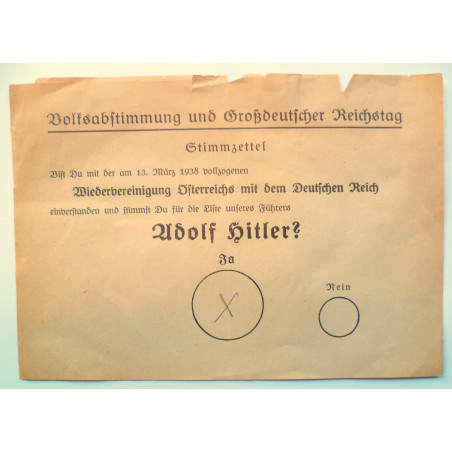 Volksabstimmung und Großdeutscher Reichstag
Stimmzettel
Bist Du mit der am 13. März 1938 vollzogenen
Wiedervereinigung Österreichs mit dem Deutschen Reich
einverstanden und stimmst Du für die Liste unseres Führers
Adolf Hitler?
Ja
X
Nein